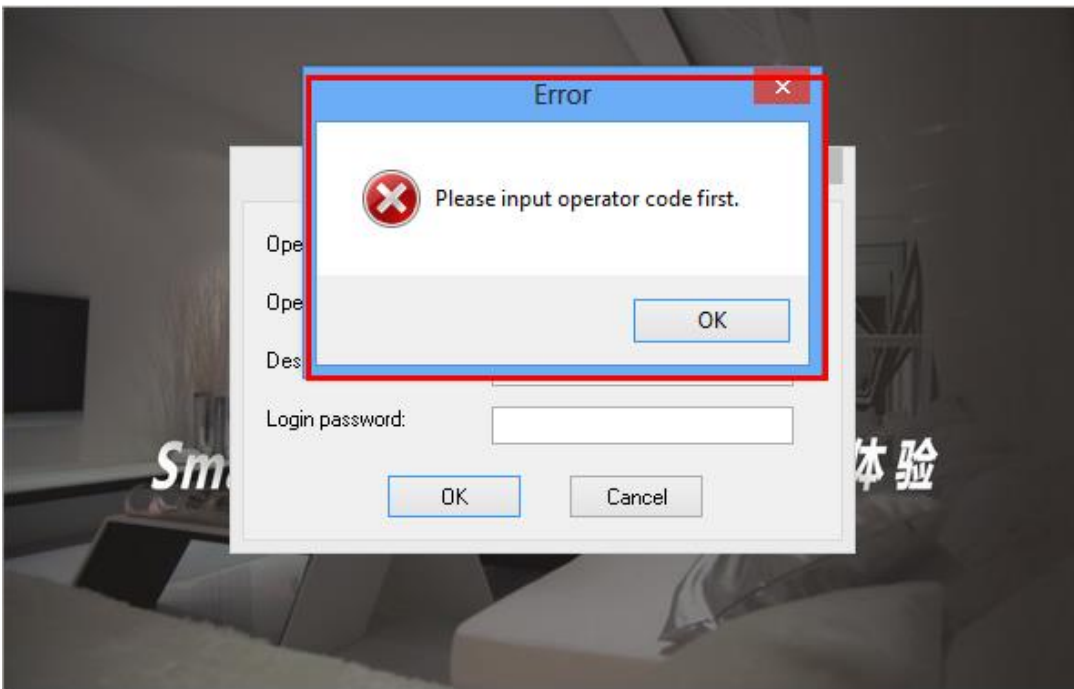 Error
Please input operator code first.
OK
Ope
Ope
Des
Login password:
Sm
体 验
OK
Cancel